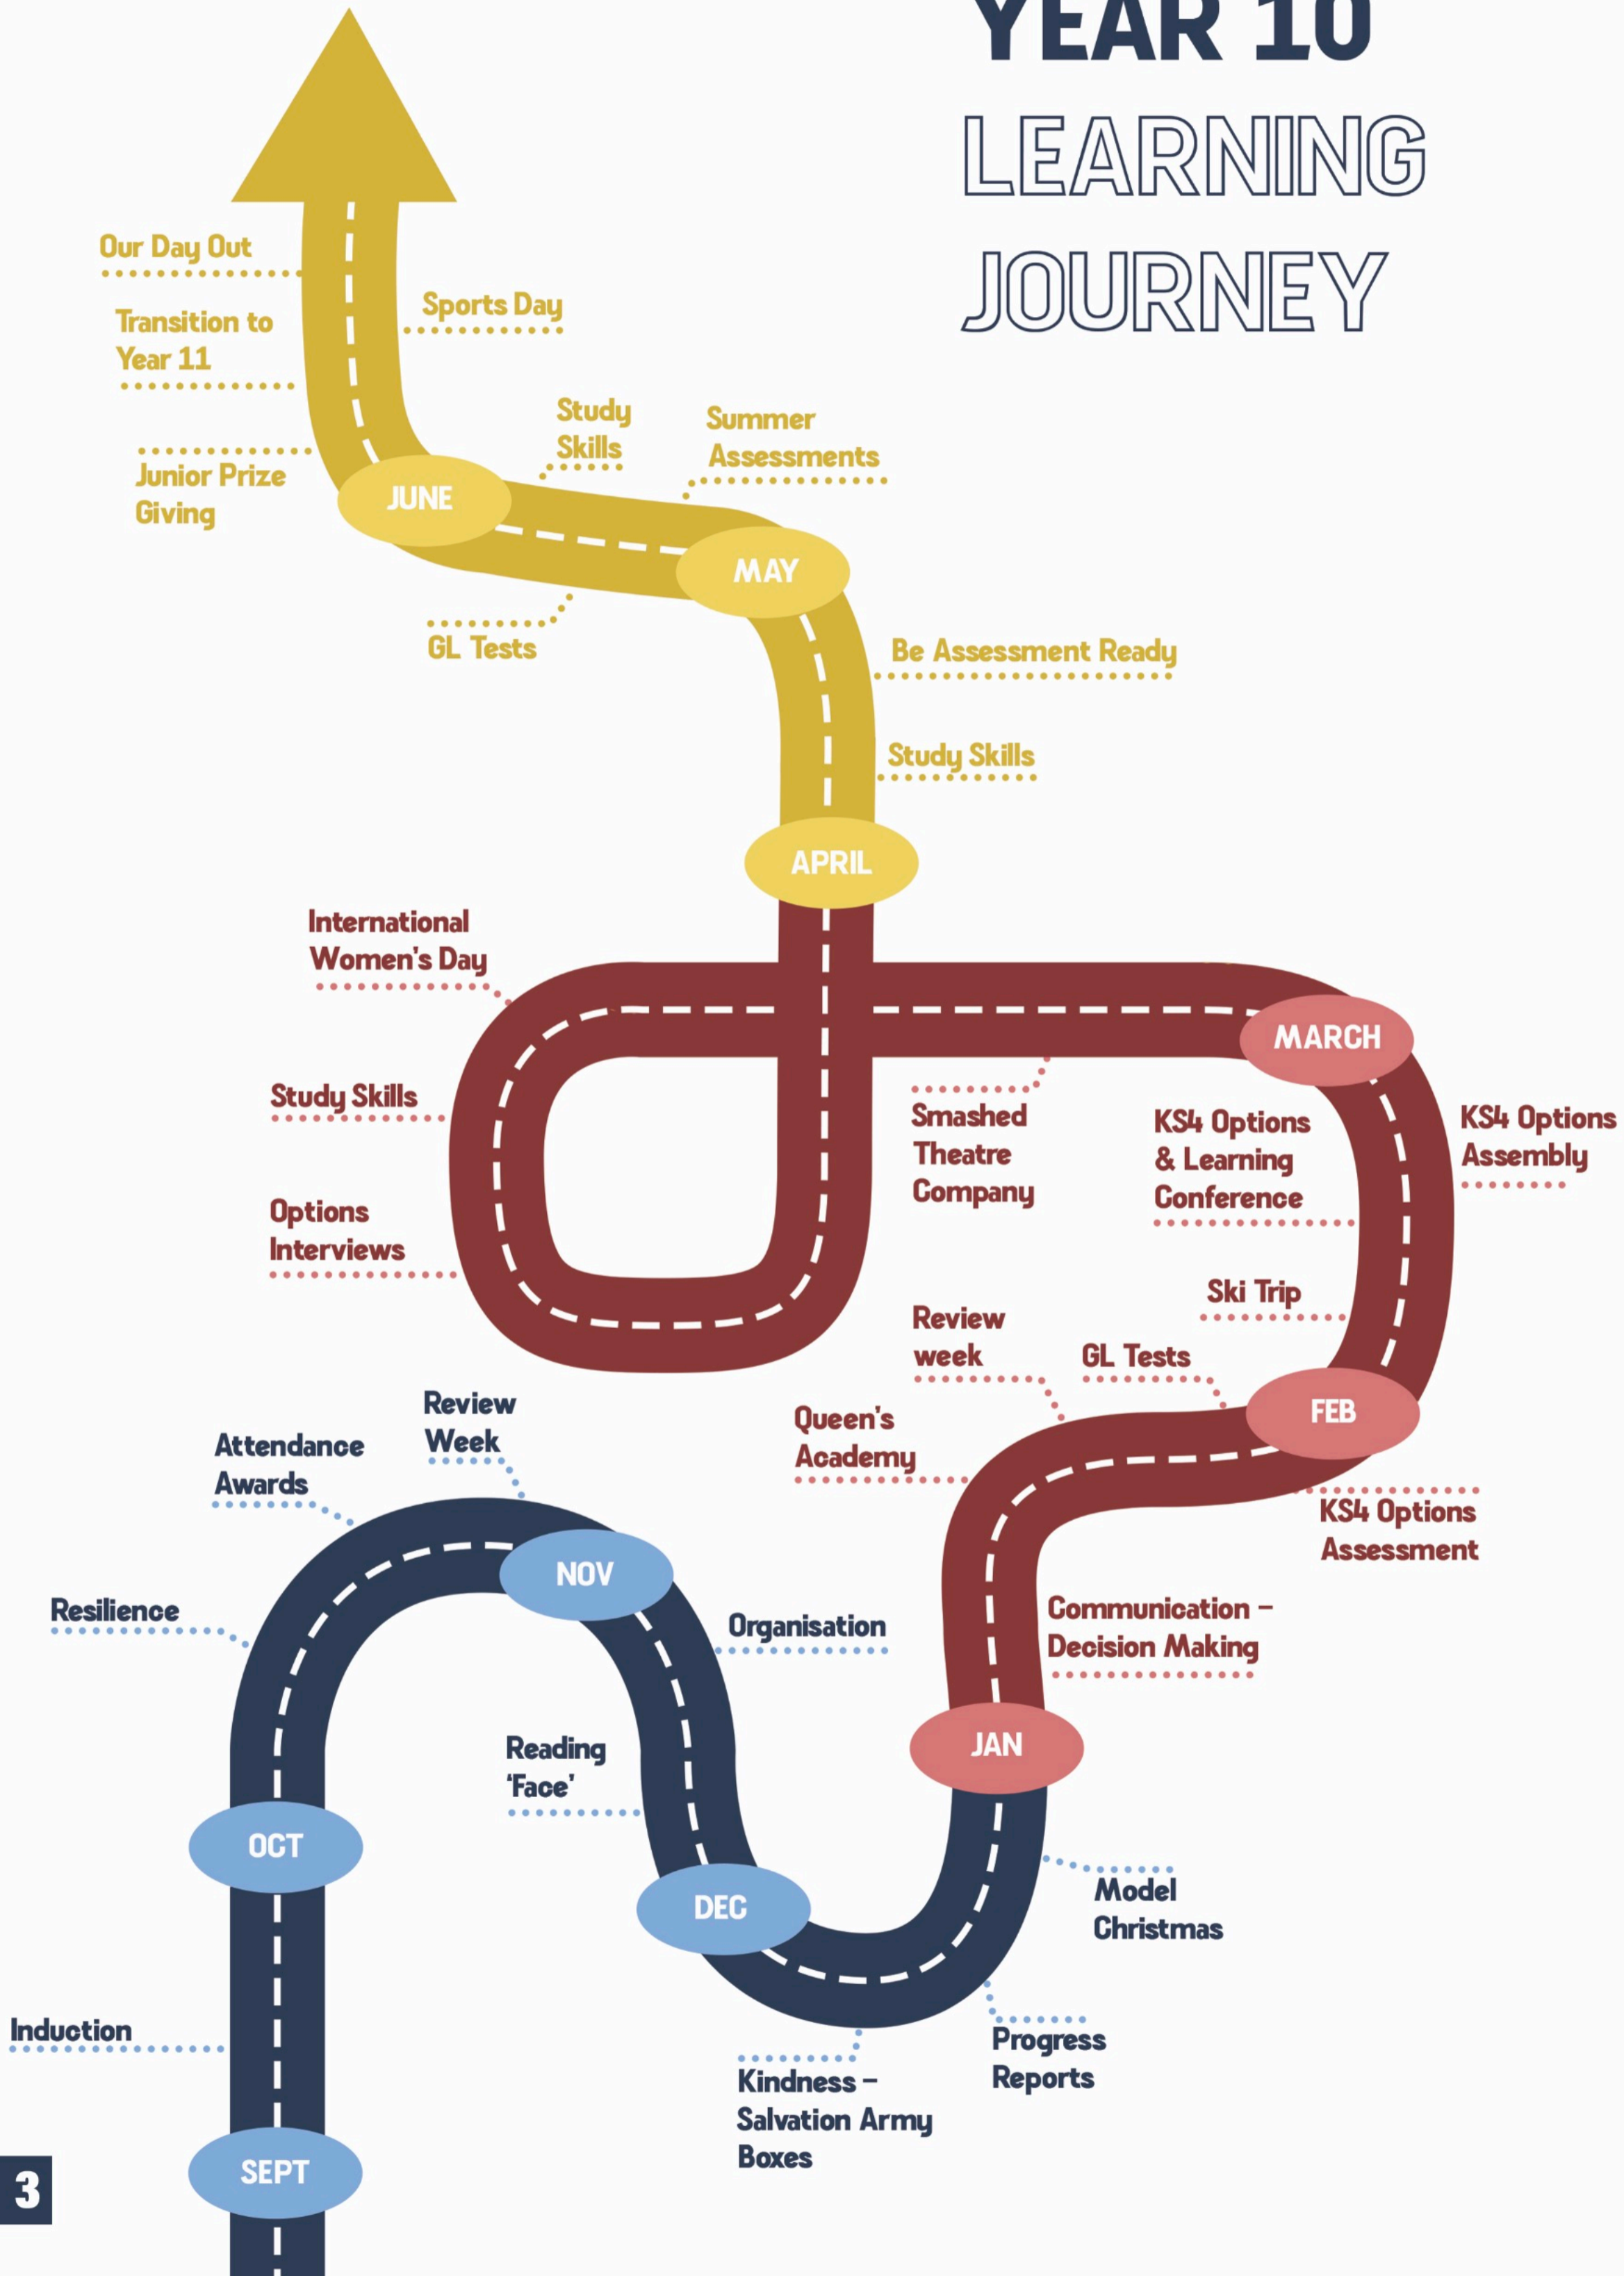 YEAR 10
LEARNING
JOURNEY
Our Day Out
Sports Day
Transition to
Year 11
Study
Skills
Summer
Assessments
Junior Prize
Giving
JUNE
MAY
GL Tests
Be Assessment Ready
Study Skills
APRIL
International
Women's Day
MARCH
Study Skills
Smashed
Theatre
Company
KS4 Options
& Learning
Conference
KS4 Options
Assembly
Options
Interviews
Ski Trip
Review
week
GL Tests
FEB
Queen's
Academy
KS4 Options
Assessment
Review
Week
Attendance
Awards
NOV
Resilience
Organisation
Communication –
Decision Making
Reading
‘Face’
JAN
OCT
DEC
Model
Christmas
Induction
Progress
Reports
Kindness –
Salvation Army
Boxes
SEPT
3